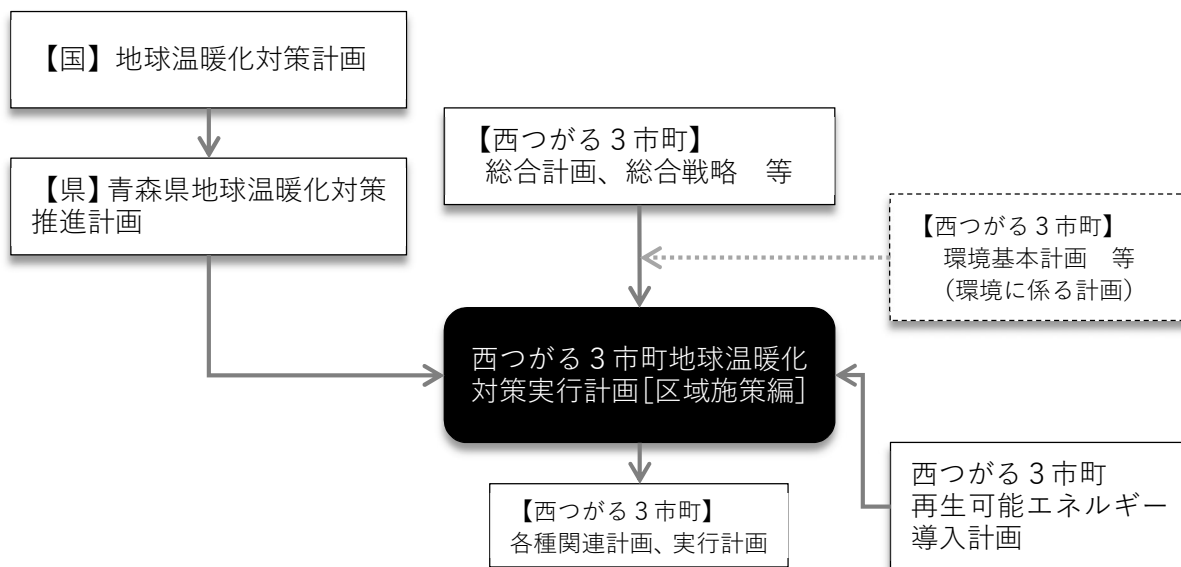 【国】地球温暖化対策計画
【県】青森県地球温暖化対策
推進計画
【西つがる3市町】
総合計画、総合戦略　等
【西つがる3市町】
環境基本計画　等
(環境に係る計画)
西つがる3市町地球温暖化
対策実行計画[区域施策編]
【西つがる3市町】
各種関連計画、実行計画
西つがる3市町
再生可能エネルギー
導入計画